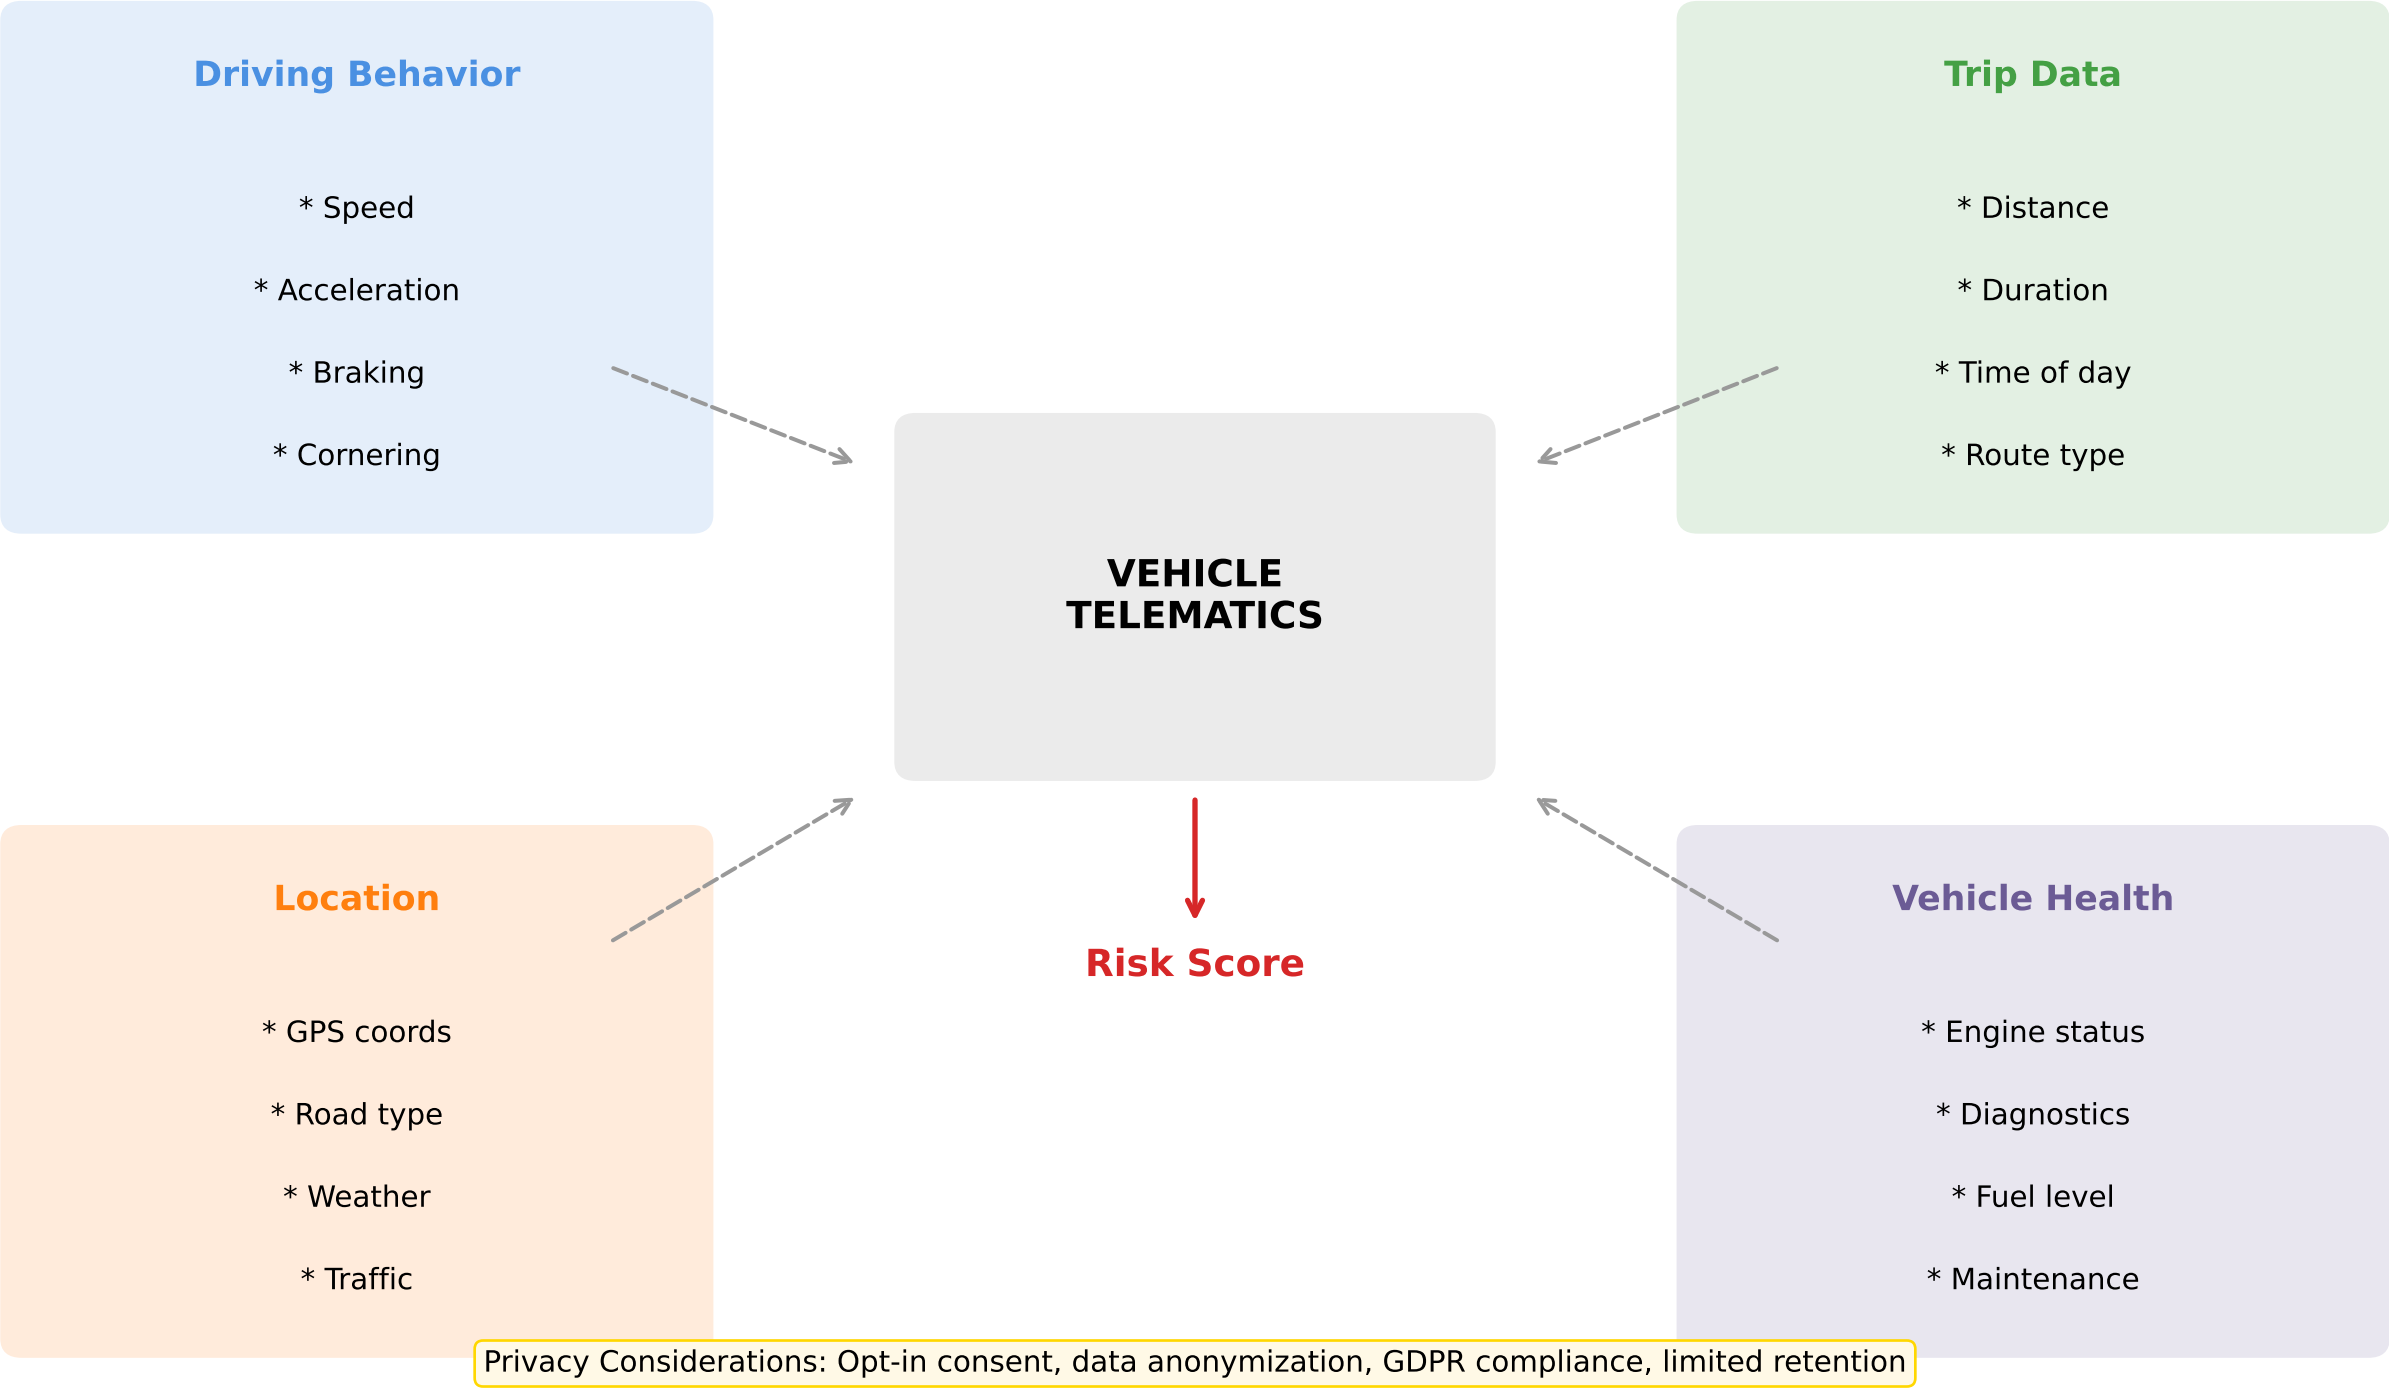 Driving Behavior
* Speed
* Acceleration
* Braking
* Cornering
Trip Data
* Distance
* Duration
* Time of day
* Route type
VEHICLE
TELEMATICS
Risk Score
Location
* GPS coords
* Road type
* Weather
* Traffic
Vehicle Health
* Engine status
* Diagnostics
* Fuel level
* Maintenance
Privacy Considerations: Opt-in consent, data anonymization, GDPR compliance, limited retention